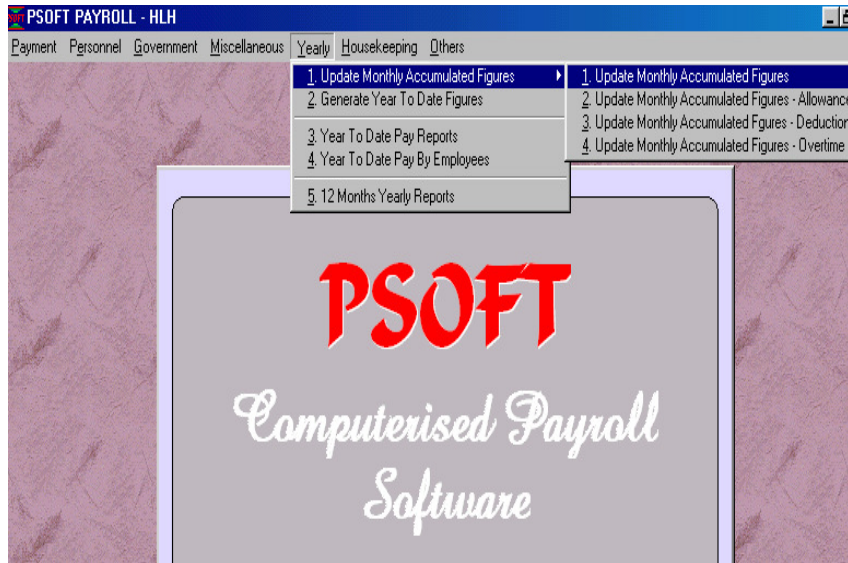 PSOFT PAYROLL - HLH
Payment Personnel Government Miscellaneous Yearly Housekeeping Others
1. Update Monthly Accumulated Figures
2. Generate Year To Date Figures
3. Year To Date Pay Reports
4. Year To Date Pay By Employees
5. 12 Months Yearly Reports
1. Update Monthly Accumulated Figures
2. Update Monthly Accumulated Figures - Allowance
3. Update Monthly Accumulated Fgures - Deduction
4. Update Monthly Accumulated Figures - Overtime
PSOFT
Computerised Payroll
Software